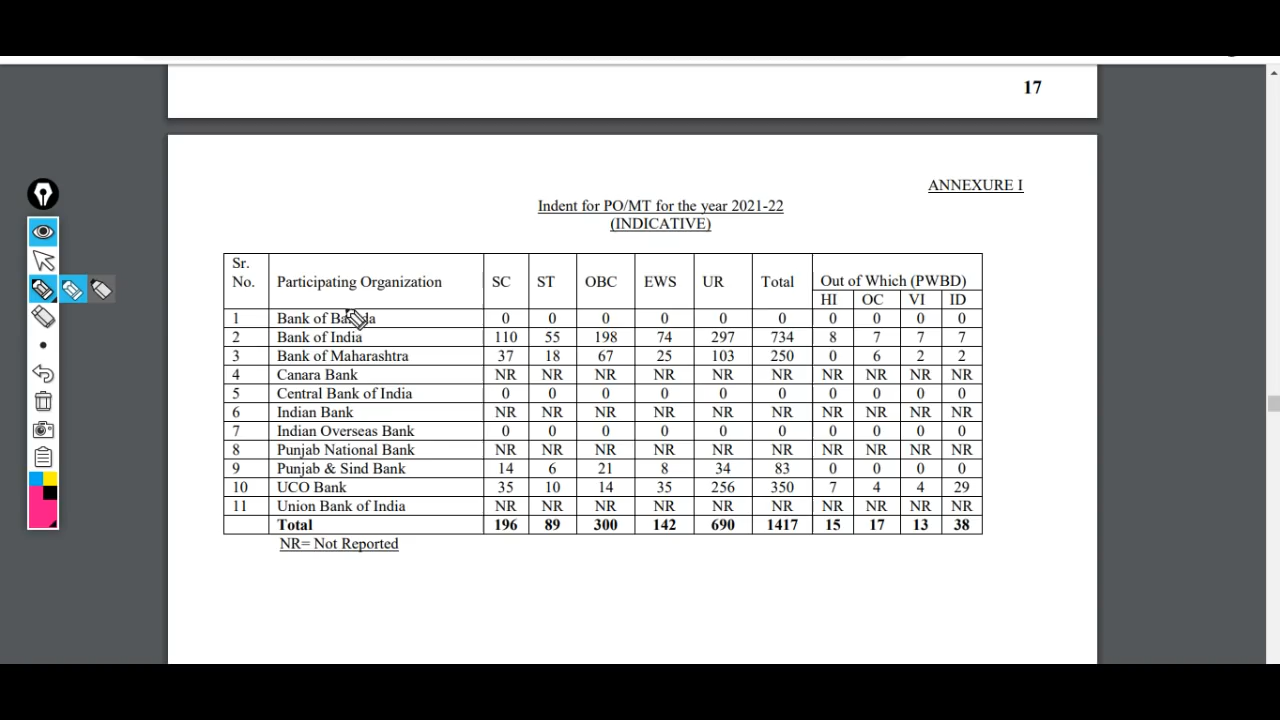 17
ANNEXURE I
Indent for PO/MT for the year 2021-22
(INDICATIVE)
Sr. No. Participating Organization SC ST OBC EWS UR Total Out of Which (PWBD)
HI OC VI ID
1 Bank of 0 0 0 0 0 0 0 0 0 0
2 Bank of India 110 55 198 74 297 734 8 7 7 7
3 Bank of Maharashtra 37 18 67 25 103 250 0 6 2 2
4 Canara Bank NR NR NR NR NR NR NR NR NR NR
5 Central Bank of India 0 0 0 0 0 0 0 0 0 0
6 Indian Bank NR NR NR NR NR NR NR NR NR NR
7 Indian Overseas Bank 0 0 0 0 0 0 0 0 0 0
8 Punjab National Bank NR NR NR NR NR NR NR NR NR NR
9 Punjab & Sind Bank 14 6 21 8 34 83 0 0 0 0
10 UCO Bank 35 10 14 35 256 350 7 4 4 29
11 Union Bank of India NR NR NR NR NR NR NR NR NR NR
Total 196 89 300 142 690 1417 15 17 13 38
NR= Not Reported